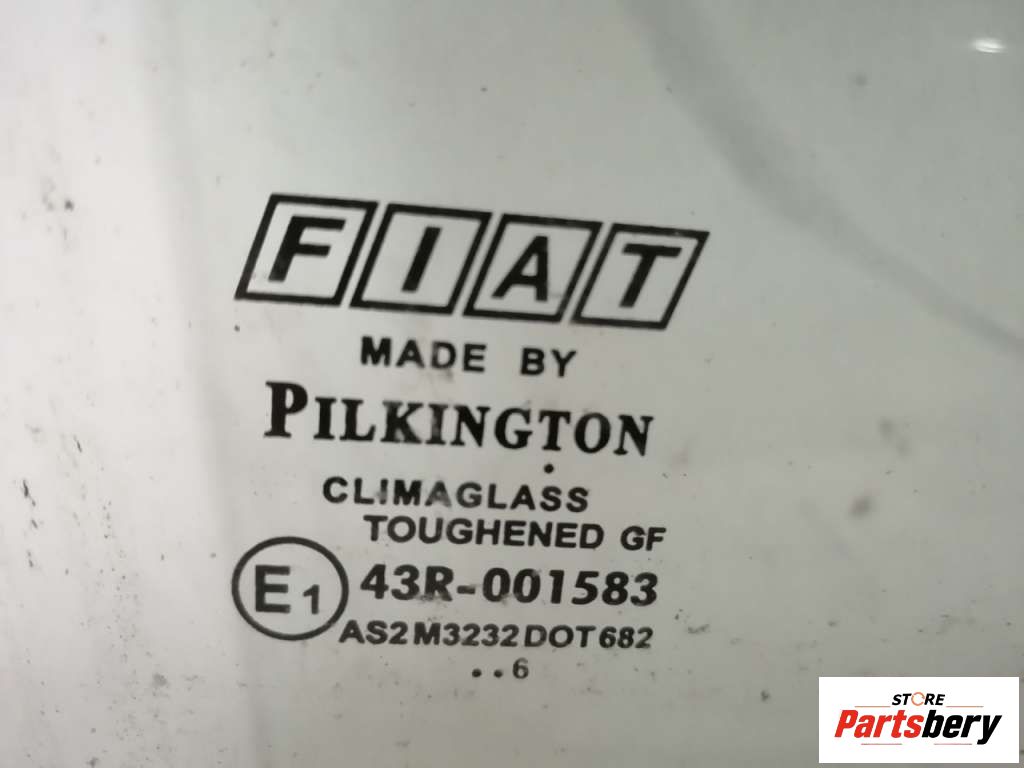 FIAT
MADE BY
PILKINGTON
CLIMAGLASS
TOUGHENED GF
E1 43R-001583
AS2 M3232 DOT 682
..6
STORE
Partsbery